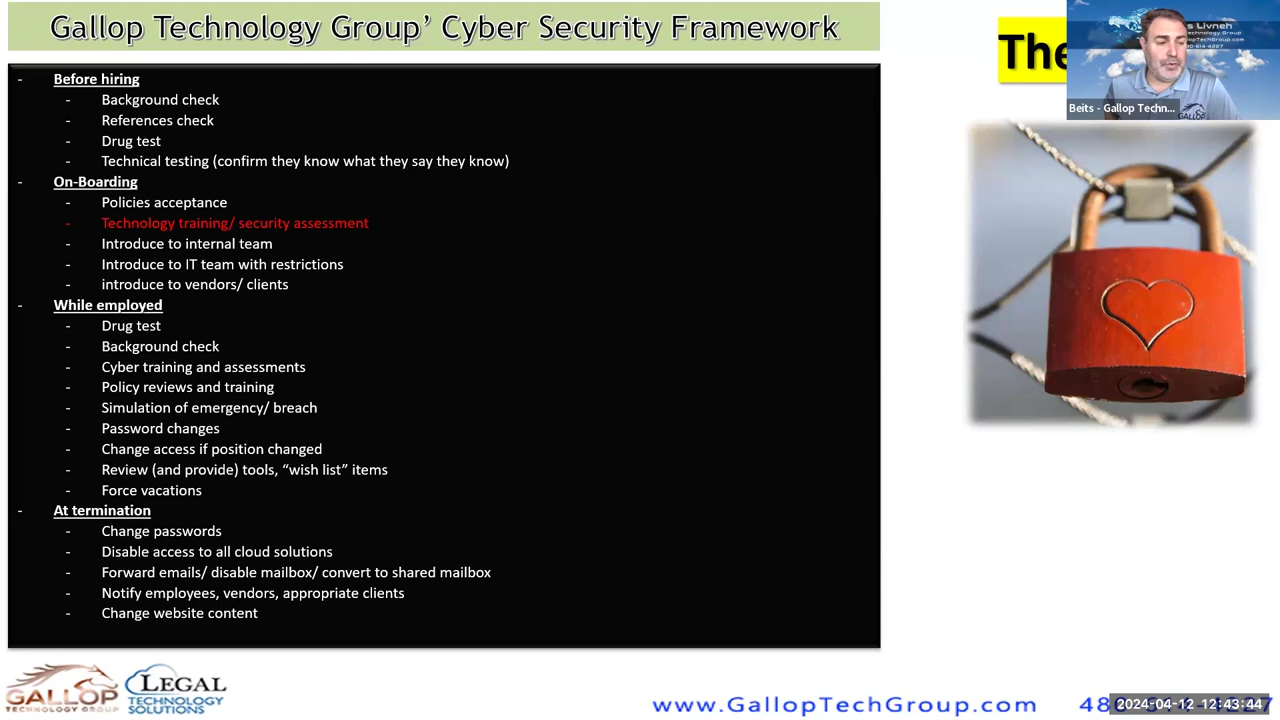 Gallop Technology Group’ Cyber Security Framework
The
s Livneh
Beits - Gallop Techn...
GALLOP
- Before hiring
- Background check
- References check
- Drug test
- Technical testing (confirm they know what they say they know)
- On-Boarding
- Policies acceptance
- Technology training/ security assessment
- Introduce to internal team
- Introduce to IT team with restrictions
- introduce to vendors/ clients
- While employed
- Drug test
- Background check
- Cyber training and assessments
- Policy reviews and training
- Simulation of emergency/ breach
- Password changes
- Change access if position changed
- Review (and provide) tools, “wish list” items
- Force vacations
- At termination
- Change passwords
- Disable access to all cloud solutions
- Forward emails/ disable mailbox/ convert to shared mailbox
- Notify employees, vendors, appropriate clients
- Change website content
GALLOP
TECHNOLOGY GROUP
LEGAL
TECHNOLOGY
SOLUTIONS
www.GallopTechGroup.com
2024-04-12 12:43:44